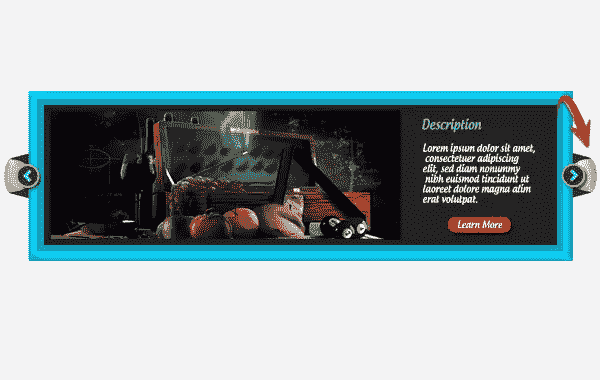 Description
Lorem ipsum dolor sit amet,
consectetuer adipiscing
elit, sed diam nonummy
nibh euismod tincidunt ut
laoreet dolore magna alim
erat volutpat.
Learn More